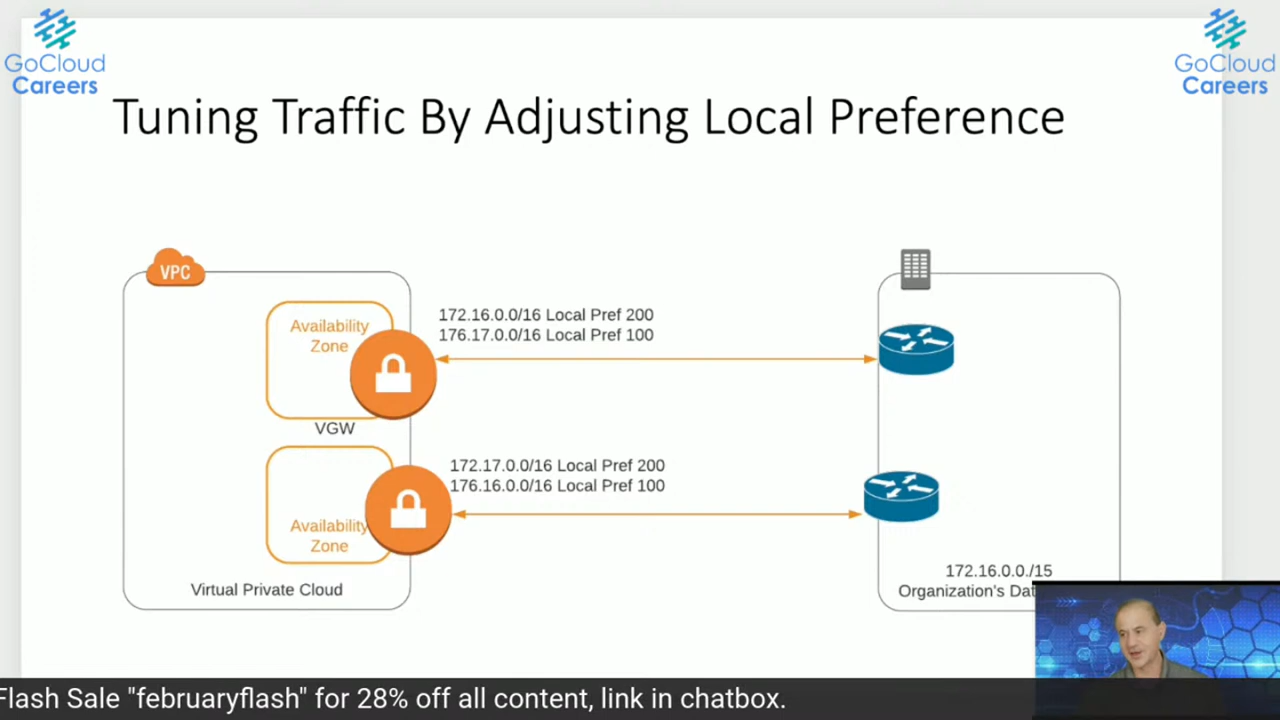 GoCloud
Careers
GoCloud
Careers
Tuning Traffic By Adjusting Local Preference
VPC
Availability
Zone
172.16.0.0/16 Local Pref 200
176.17.0.0/16 Local Pref 100
VGW
172.17.0.0/16 Local Pref 200
176.16.0.0/16 Local Pref 100
Availability
Zone
Virtual Private Cloud
172.16.0.0./15
Organization's Dat
Flash Sale "februaryflash" for 28% off all content, link in chatbox.